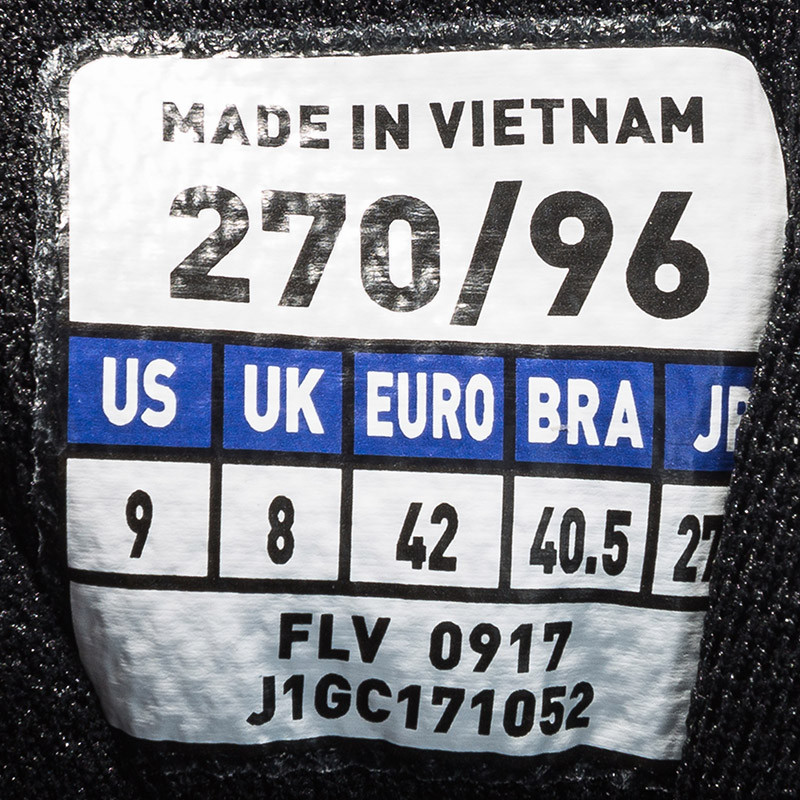 MADE IN VIETNAM
270/96
US UK EURO BRA
9 8 42 40.5
FLV 0917
J1GC171052